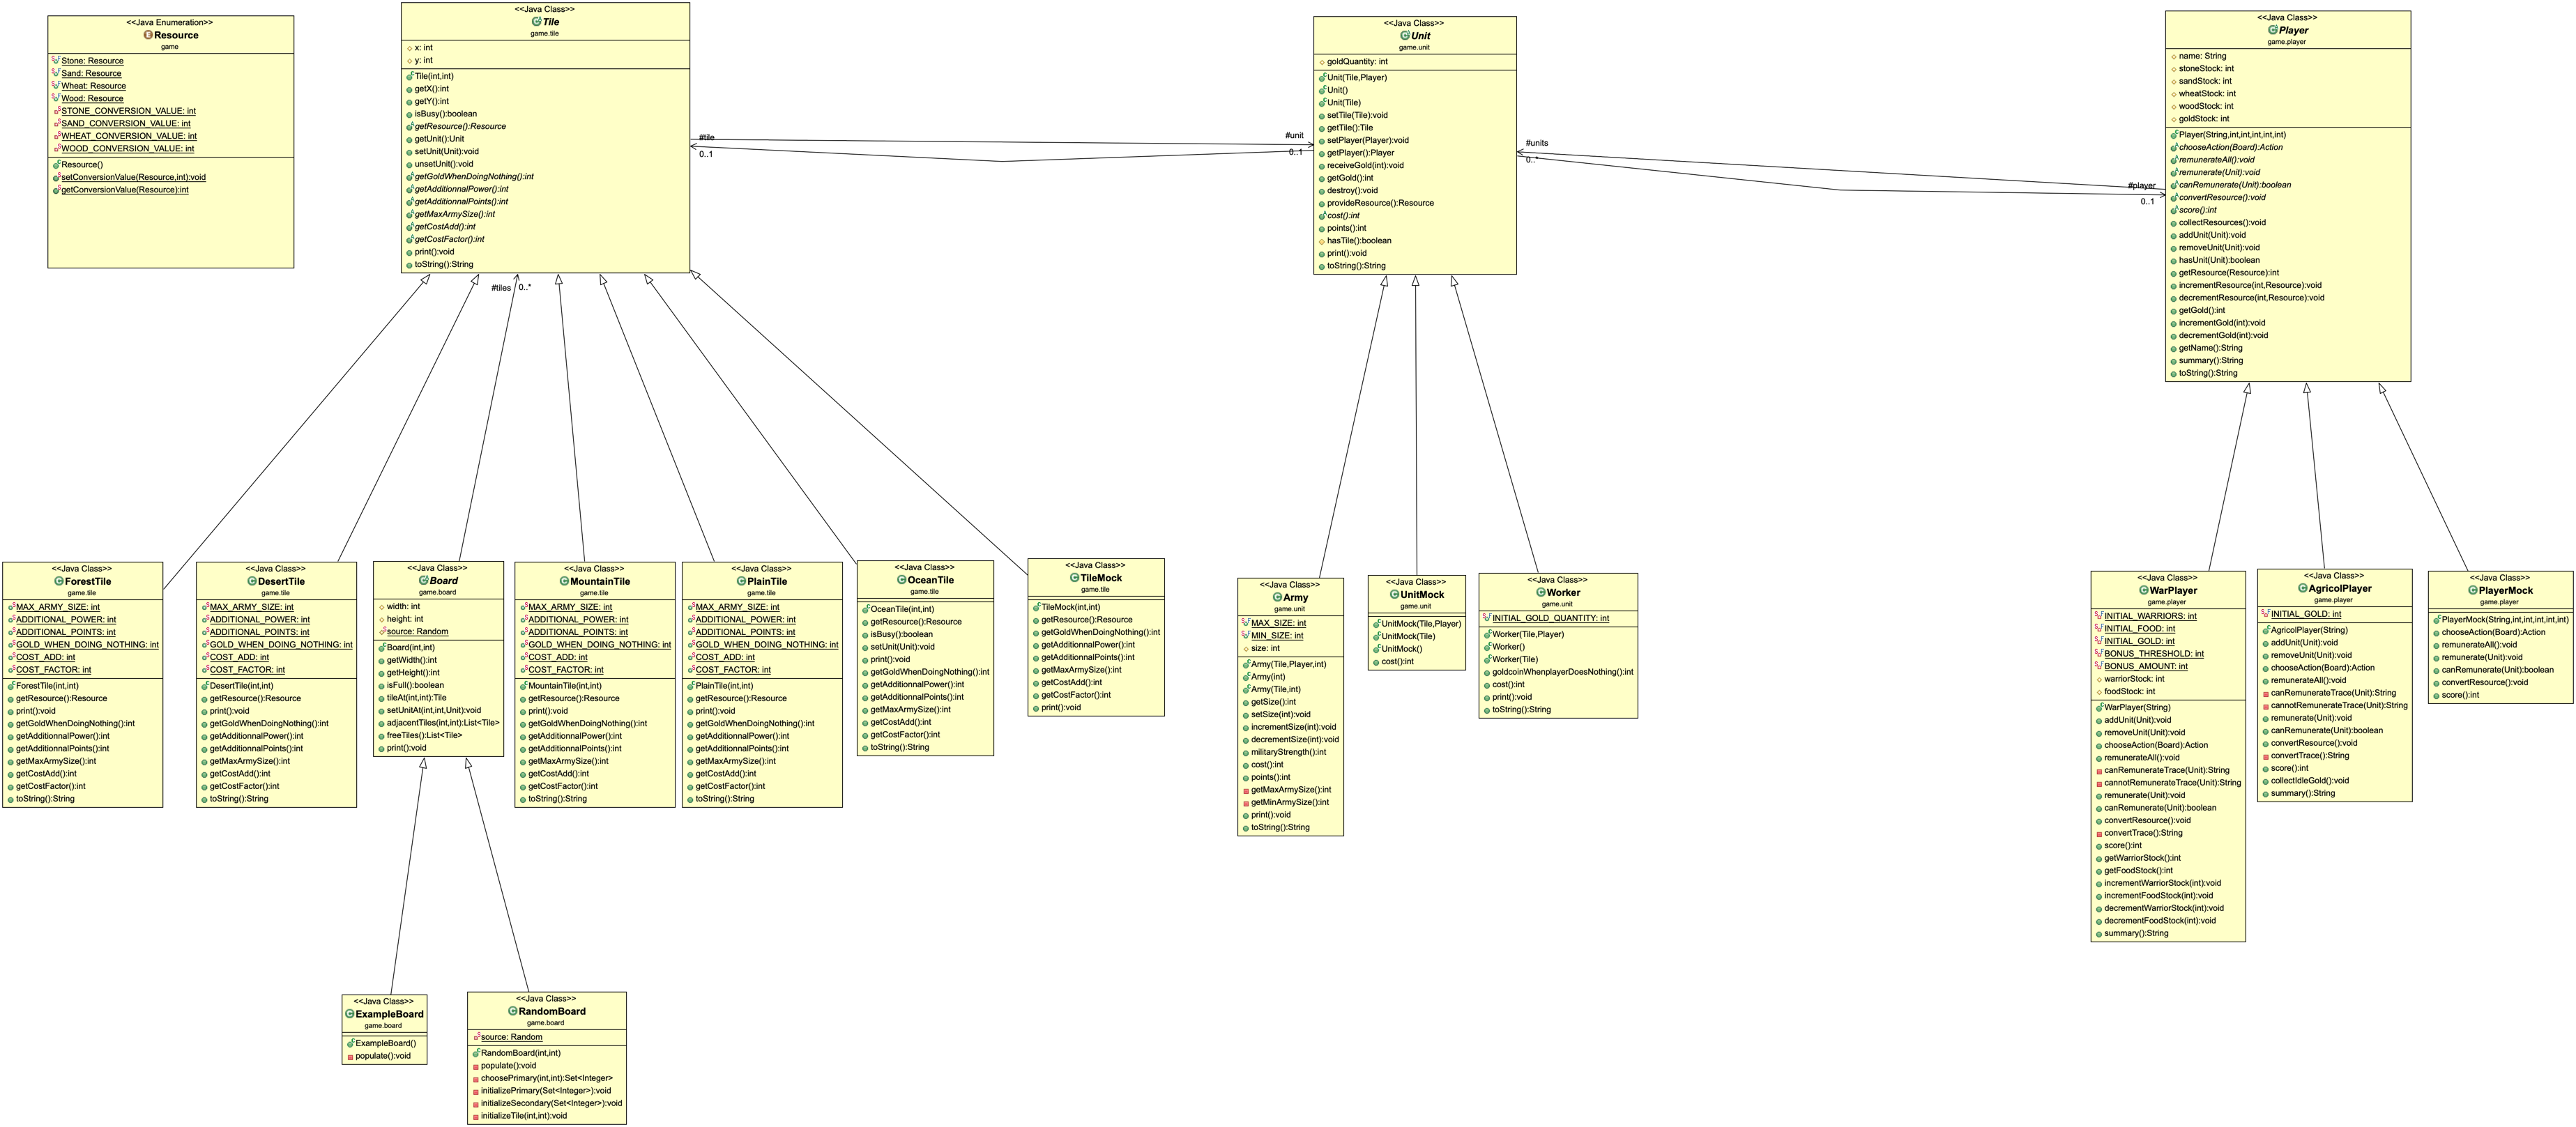 <<Java Enumeration>>
Resource
game
Stone: Resource
Sand: Resource
Wheat: Resource
Wood: Resource
STONE_CONVERSION_VALUE: int
SAND_CONVERSION_VALUE: int
WHEAT_CONVERSION_VALUE: int
WOOD_CONVERSION_VALUE: int
Resource()
setConversionValue(Resource,int):void
getConversionValue(Resource):int
<<Java Class>>
Tile
game.tile
x: int
y: int
Tile(int,int)
getX():int
getY():int
isBusy():boolean
getResource():Resource
getUnit():Unit
setUnit(Unit):void
unsetUnit():void
getGoldWhenDoingNothing():int
getAdditionnalPower():int
getAdditionnalPoints():int
getMaxArmySize():int
getCostAdd():int
getCostFactor():int
print():void
toString():String
#tile
0..1
#unit
0..1
<<Java Class>>
Unit
game.unit
goldQuantity: int
Unit(Tile,Player)
Unit()
Unit(Tile)
setTile(Tile):void
getTile():Tile
setPlayer(Player):void
getPlayer():Player
receiveGold(int):void
getGold():int
destroy():void
provideResource():Resource
cost():int
points():int
hasTile():boolean
print():void
toString():String
#units
0..*
#player
0..1
<<Java Class>>
Player
game.player
name: String
stoneStock: int
sandStock: int
wheatStock: int
woodStock: int
goldStock: int
Player(String,int,int,int,int,int)
chooseAction(Board):Action
remunerateAll():void
remunerate(Unit):void
canRemunerate(Unit):boolean
convertResource():void
score():int
collectResources():void
addUnit(Unit):void
removeUnit(Unit):void
hasUnit(Unit):boolean
getResource(Resource):int
incrementResource(int,Resource):void
decrementResource(int,Resource):void
getGold():int
incrementGold(int):void
decrementGold(int):void
getName():String
summary():String
toString():String
#tiles
0..*
<<Java Class>>
ForestTile
game.tile
MAX_ARMY_SIZE: int
ADDITIONAL_POWER: int
ADDITIONAL_POINTS: int
GOLD_WHEN_DOING_NOTHING: int
COST_ADD: int
COST_FACTOR: int
ForestTile(int,int)
getResource():Resource
print():void
getGoldWhenDoingNothing():int
getAdditionnalPower():int
getAdditionnalPoints():int
getMaxArmySize():int
getCostAdd():int
getCostFactor():int
toString():String
<<Java Class>>
DesertTile
game.tile
MAX_ARMY_SIZE: int
ADDITIONAL_POWER: int
ADDITIONAL_POINTS: int
GOLD_WHEN_DOING_NOTHING: int
COST_ADD: int
COST_FACTOR: int
DesertTile(int,int)
getResource():Resource
print():void
getGoldWhenDoingNothing():int
getAdditionnalPower():int
getAdditionnalPoints():int
getMaxArmySize():int
getCostAdd():int
getCostFactor():int
toString():String
<<Java Class>>
Board
game.board
width: int
height: int
source: Random
Board(int,int)
getWidth():int
getHeight():int
isFull():boolean
tileAt(int,int):Tile
setUnitAt(int,int,Unit):void
adjacentTiles(int,int):List<Tile>
freeTiles():List<Tile>
print():void
<<Java Class>>
MountainTile
game.tile
MAX_ARMY_SIZE: int
ADDITIONAL_POWER: int
ADDITIONAL_POINTS: int
GOLD_WHEN_DOING_NOTHING: int
COST_ADD: int
COST_FACTOR: int
MountainTile(int,int)
getResource():Resource
print():void
getGoldWhenDoingNothing():int
getAdditionnalPower():int
getAdditionnalPoints():int
getMaxArmySize():int
getCostAdd():int
getCostFactor():int
toString():String
<<Java Class>>
PlainTile
game.tile
MAX_ARMY_SIZE: int
ADDITIONAL_POWER: int
ADDITIONAL_POINTS: int
GOLD_WHEN_DOING_NOTHING: int
COST_ADD: int
COST_FACTOR: int
PlainTile(int,int)
getResource():Resource
print():void
getGoldWhenDoingNothing():int
getAdditionnalPower():int
getAdditionnalPoints():int
getMaxArmySize():int
getCostAdd():int
getCostFactor():int
toString():String
<<Java Class>>
OceanTile
game.tile
OceanTile(int,int)
getResource():Resource
isBusy():boolean
setUnit(Unit):void
print():void
getGoldWhenDoingNothing():int
getAdditionnalPower():int
getAdditionnalPoints():int
getMaxArmySize():int
getCostAdd():int
getCostFactor():int
toString():String
<<Java Class>>
TileMock
game.tile
TileMock(int,int)
getResource():Resource
getGoldWhenDoingNothing():int
getAdditionnalPower():int
getAdditionnalPoints():int
getMaxArmySize():int
getCostAdd():int
getCostFactor():int
print():void
<<Java Class>>
Army
game.unit
MAX_SIZE: int
MIN_SIZE: int
size: int
Army(Tile,Player,int)
Army(int)
Army(Tile,int)
getSize():int
setSize(int):void
incrementSize(int):void
decrementSize(int):void
militaryStrength():int
cost():int
points():int
getMaxArmySize():int
getMinArmySize():int
print():void
toString():String
<<Java Class>>
UnitMock
game.unit
UnitMock(Tile,Player)
UnitMock(Tile)
UnitMock()
cost():int
<<Java Class>>
Worker
game.unit
INITIAL_GOLD_QUANTITY: int
Worker(Tile,Player)
Worker()
Worker(Tile)
goldcoinWhenplayerDoesNothing():int
cost():int
print():void
toString():String
<<Java Class>>
WarPlayer
game.player
INITIAL_WARRIORS: int
INITIAL_FOOD: int
INITIAL_GOLD: int
BONUS_THRESHOLD: int
BONUS_AMOUNT: int
warriorStock: int
foodStock: int
WarPlayer(String)
addUnit(Unit):void
removeUnit(Unit):void
chooseAction(Board):Action
remunerateAll():void
canRemunerateTrace(Unit):String
cannotRemunerateTrace(Unit):String
remunerate(Unit):void
canRemunerate(Unit):boolean
convertResource():void
convertTrace():String
score():int
getWarriorStock():int
getFoodStock():int
incrementWarriorStock(int):void
incrementFoodStock(int):void
decrementWarriorStock(int):void
decrementFoodStock(int):void
summary():String
<<Java Class>>
AgricolPlayer
game.player
INITIAL_GOLD: int
AgricolPlayer(String)
addUnit(Unit):void
removeUnit(Unit):void
chooseAction(Board):Action
remunerateAll():void
canRemunerateTrace(Unit):String
cannotRemunerateTrace(Unit):String
remunerate(Unit):void
canRemunerate(Unit):boolean
convertResource():void
convertTrace():String
score():int
collectIdleGold():void
summary():String
<<Java Class>>
PlayerMock
game.player
PlayerMock(String,int,int,int,int,int)
chooseAction(Board):Action
remunerateAll():void
remunerate(Unit):void
canRemunerate(Unit):boolean
convertResource():void
score():int
<<Java Class>>
ExampleBoard
game.board
ExampleBoard()
populate():void
<<Java Class>>
RandomBoard
game.board
source: Random
RandomBoard(int,int)
populate():void
choosePrimary(int,int):Set<Integer>
initializePrimary(Set<Integer>):void
initializeSecondary(Set<Integer>):void
initializeTile(int,int):void